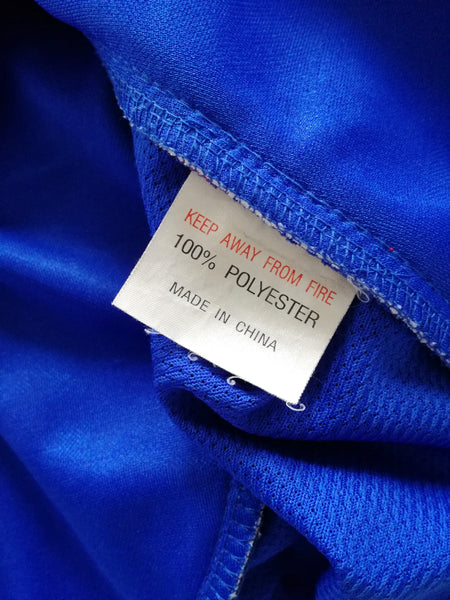 KEEP AWAY FROM FIRE
100% POLYESTER
MADE IN CHINA